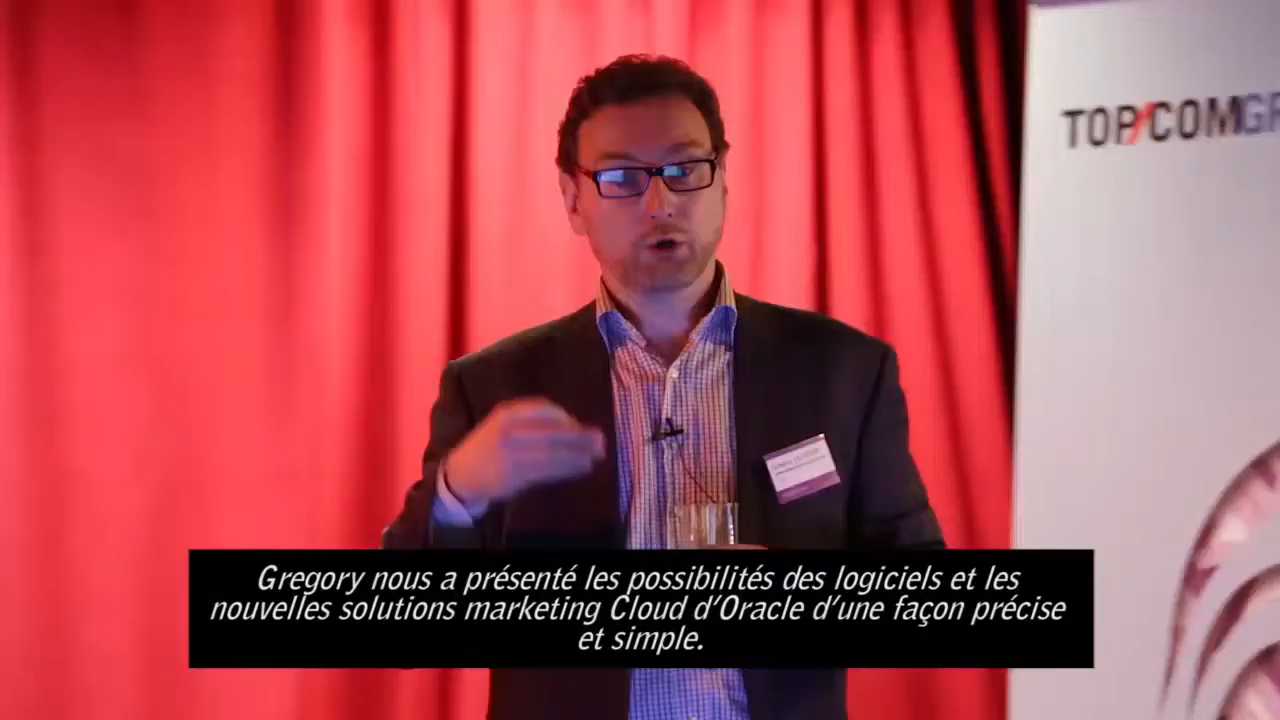 TOP/COMGR
Gregory nous a présenté les possibilités des logiciels et les
nouvelles solutions marketing Cloud d'Oracle d'une façon précise
et simple.